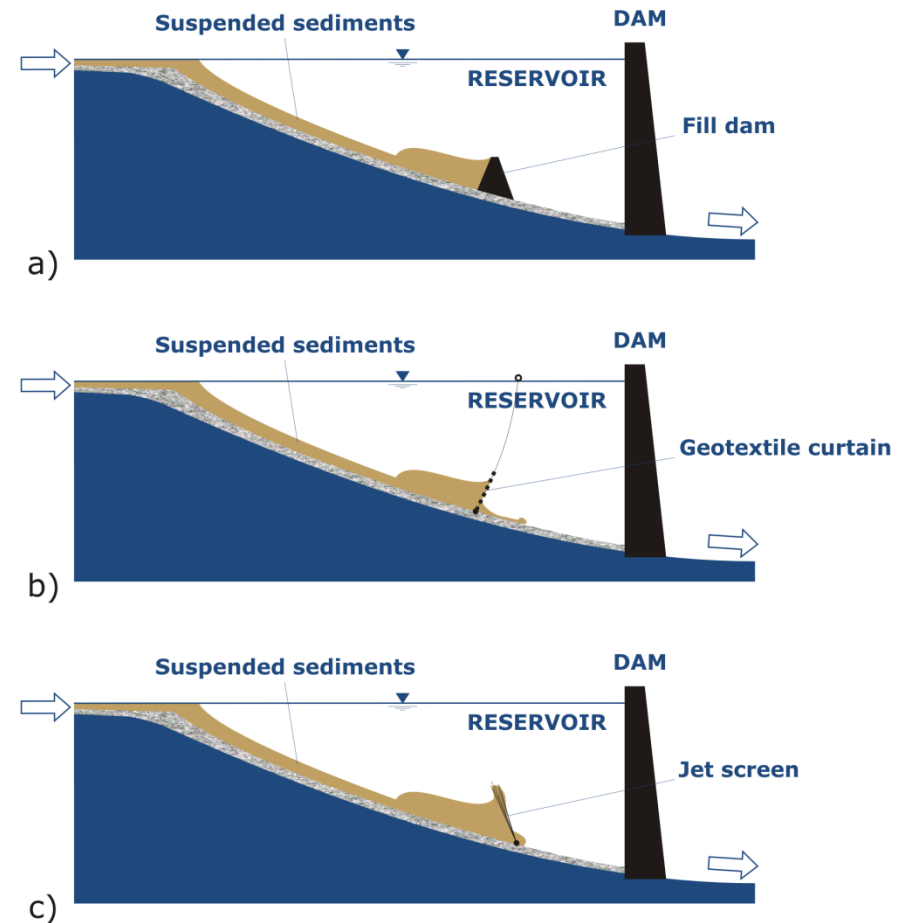 DAM
Suspended sediments
RESERVOIR
Fill dam
a)
DAM
Suspended sediments
RESERVOIR
Geotextile curtain
b)
DAM
Suspended sediments
RESERVOIR
Jet screen
c)